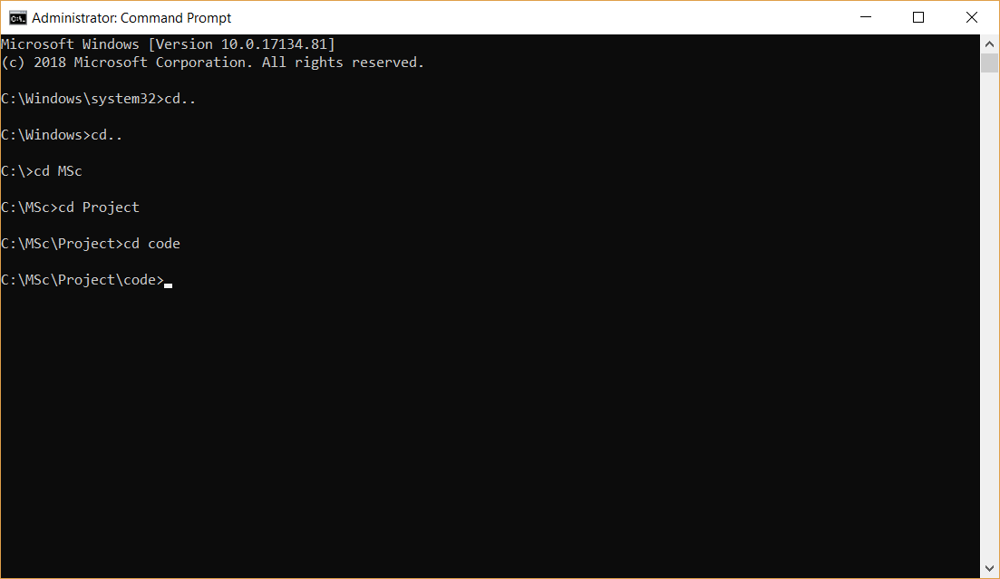 Administrator: Command Prompt
Microsoft Windows [Version 10.0.17134.81]
(c) 2018 Microsoft Corporation. All rights reserved.
C:\Windows\system32>cd..
C:\Windows>cd..
C:\>cd MSc
C:\MSc>cd Project
C:\MSc\Project>cd code
C:\MSc\Project\code>